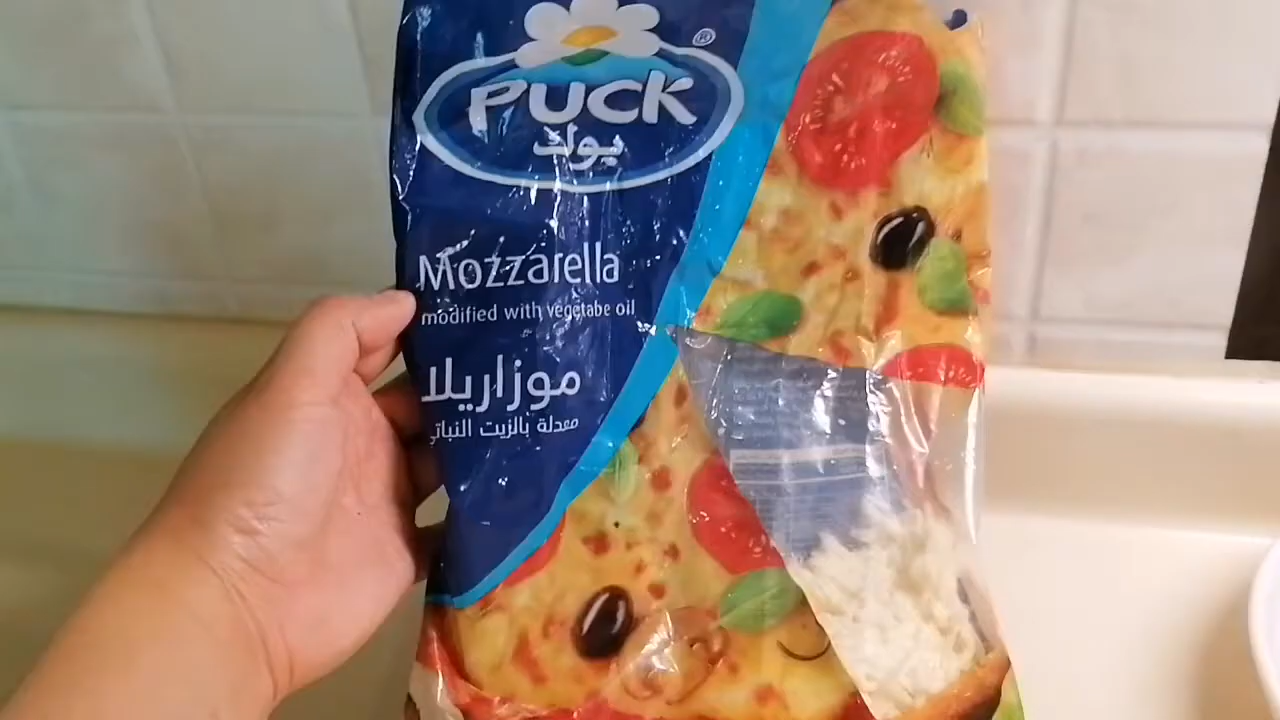 PUCK
®
بوك
Mozzarella
modified with vegetabe oil
موزاريلا
معدلة بالزيت النباتي